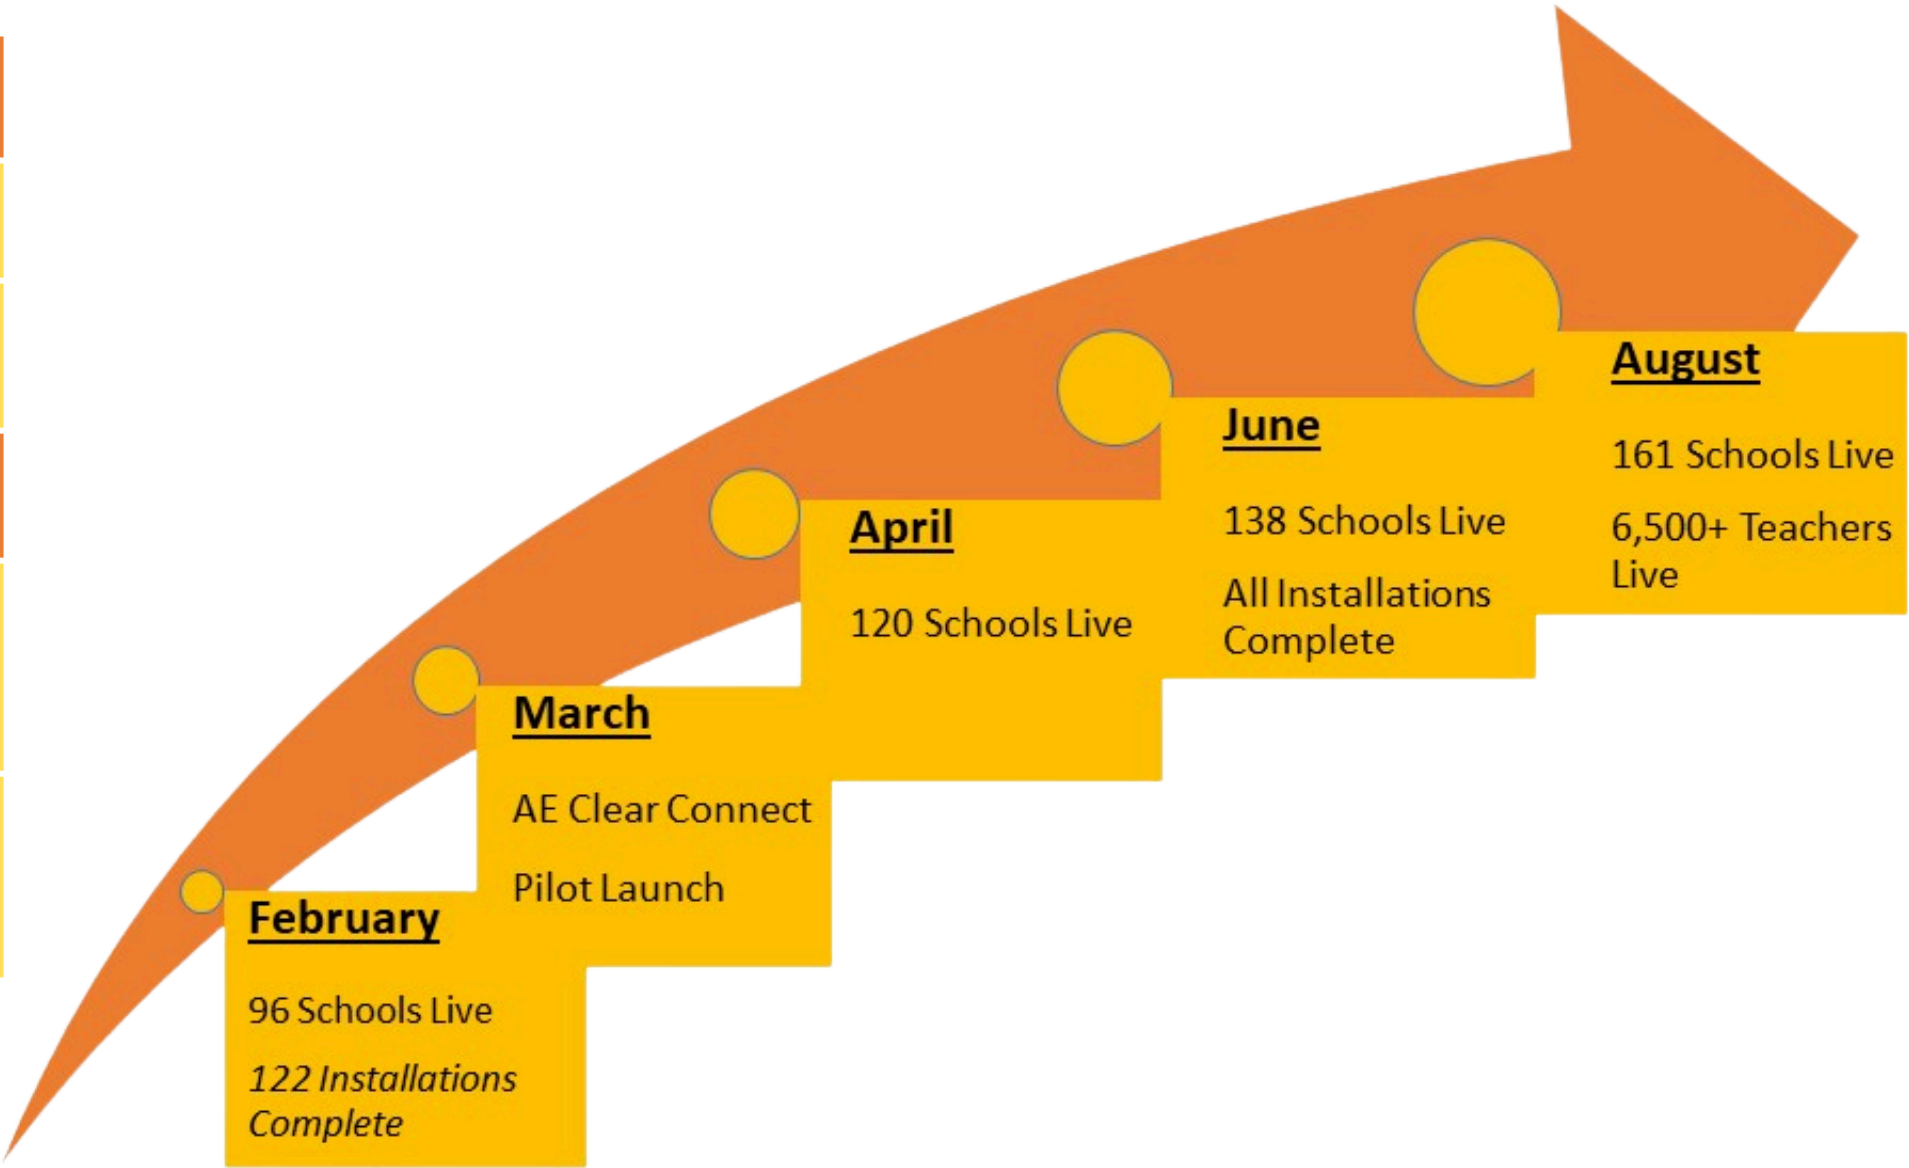 February
96 Schools Live
122 Installations
Complete
March
AE Clear Connect
Pilot Launch
April
120 Schools Live
June
138 Schools Live
All Installations
Complete
August
161 Schools Live
6,500+ Teachers
Live